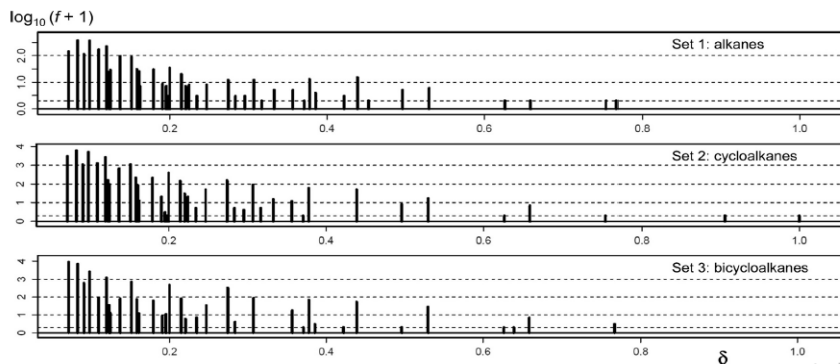 log10 (f + 1)
Set 1: alkanes
0.0 1.0 2.0
0.2 0.4 0.6 0.8 1.0
Set 2: cycloalkanes
0 1 2 3 4
0.2 0.4 0.6 0.8 1.0
Set 3: bicycloalkanes
0 1 2 3 4
0.2 0.4 0.6 0.8 1.0
δ